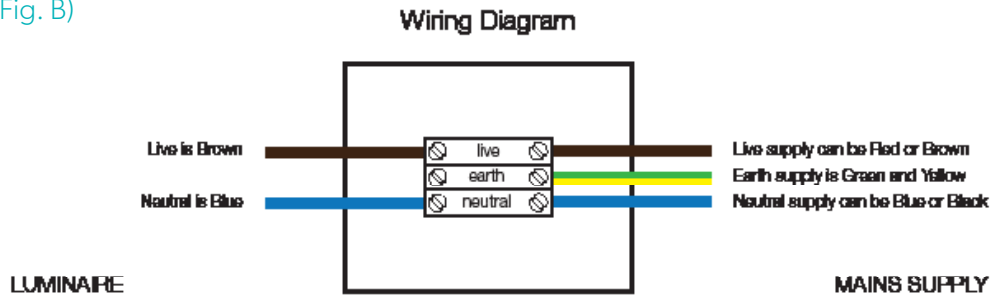 Fig. B)
Wiring Diagram
Live is Brown
live
Live supply can be Red or Brown
earth
Earth supply is Green and Yellow
Neutral is Blue
neutral
Neutral supply can be Blue or Black
LUMINAIRE
MAINS SUPPLY